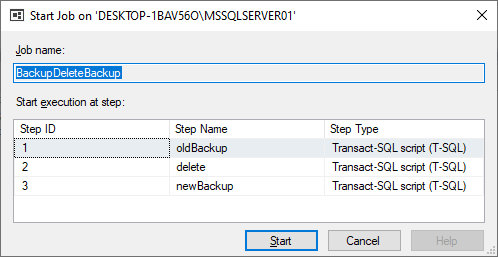 Start Job on 'DESKTOP-1BAV56O\MSSQLSERVER01'
Job name:
BackupDeleteBackup
Start execution at step:
Step ID Step Name Step Type
1 oldBackup Transact-SQL script (T-SQL)
2 delete Transact-SQL script (T-SQL)
3 newBackup Transact-SQL script (T-SQL)
Start Cancel Help